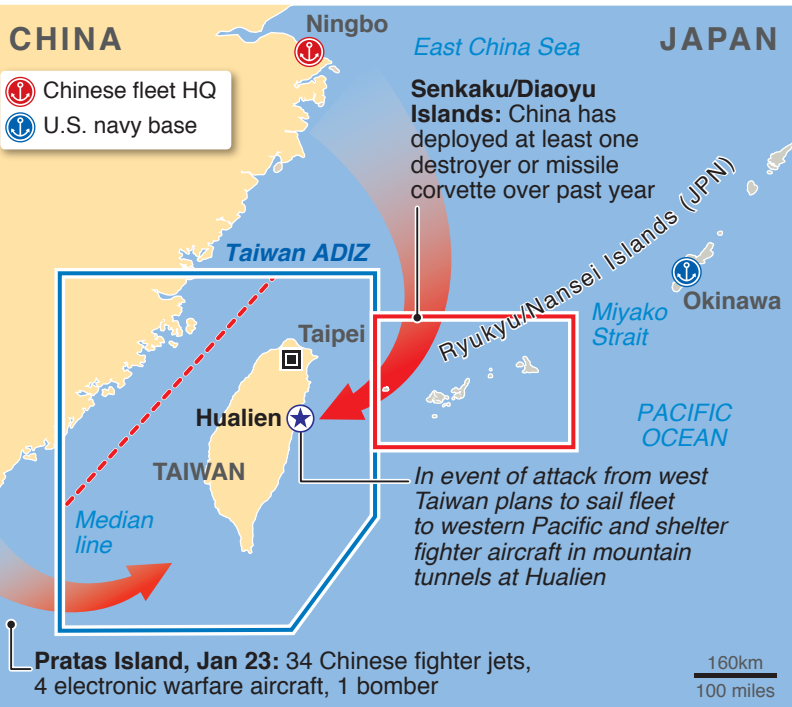 CHINA
Ningbo
East China Sea
JAPAN
Chinese fleet HQ
U.S. navy base
Senkaku/Diaoyu
Islands: China has
deployed at least one
destroyer or missile
corvette over past year
Ryukyu/Nansei Islands (JPN)
Taiwan ADIZ
Okinawa
Miyako
Strait
Taipei
Hualien
PACIFIC
OCEAN
TAIWAN
In event of attack from west
Taiwan plans to sail fleet
to western Pacific and shelter
fighter aircraft in mountain
tunnels at Hualien
Median
line
Pratas Island, Jan 23: 34 Chinese fighter jets,
4 electronic warfare aircraft, 1 bomber
160km
100 miles